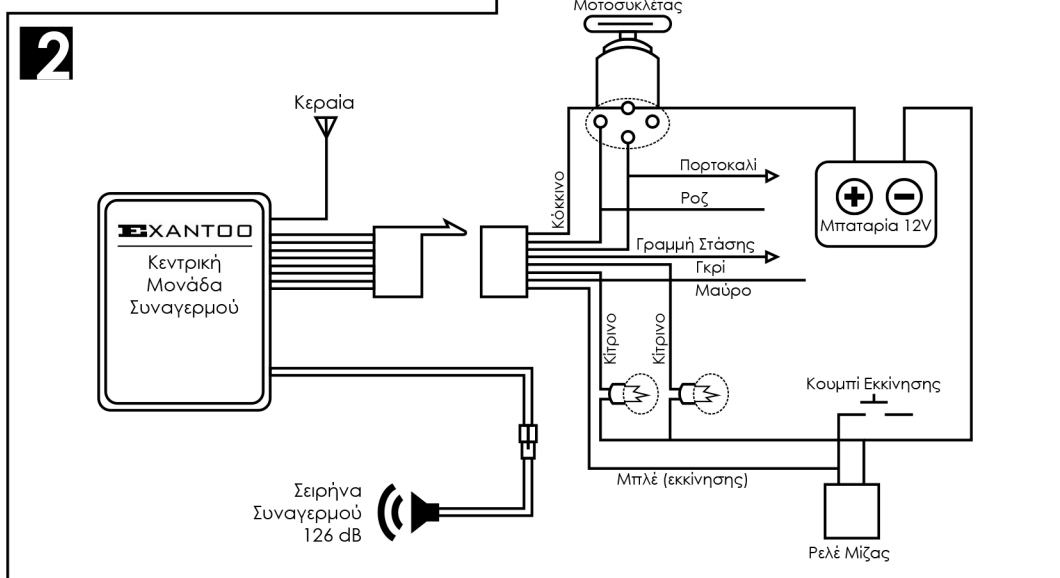 Μοτοσυκλέτας
2
Κεραία
EXANTOO
Κεντρική
Μονάδα
Συναγερμού
Κόκκινο
Πορτοκαλί
Ροζ
Γραμμή Στάσης
Γκρί
Μαύρο
Μπαταρία 12V
Κίτρινο
Κίτρινο
Κουμπί Εκκίνησης
Μπλέ (εκκίνησης)
Σειρήνα
Συναγερμού
126 dB
Ρελέ Μίζας